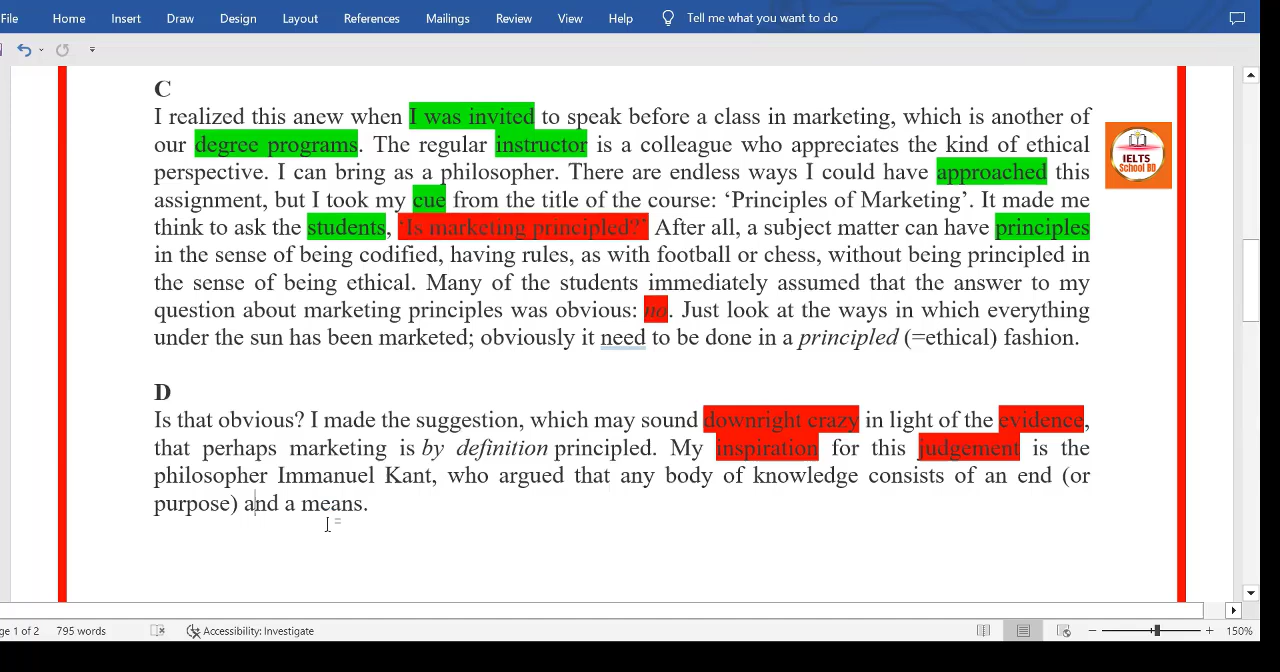 File Home Insert Draw Design Layout References Mailings Review View Help Tell me what you want to do
C
I realized this anew when I was invited to speak before a class in marketing, which is another of
our degree programs. The regular instructor is a colleague who appreciates the kind of ethical
perspective. I can bring as a philosopher. There are endless ways I could have approached this
assignment, but I took my cue from the title of the course: ‘Principles of Marketing’. It made me
think to ask the students, ‘Is marketing principled?’ After all, a subject matter can have principles
in the sense of being codified, having rules, as with football or chess, without being principled in
the sense of being ethical. Many of the students immediately assumed that the answer to my
question about marketing principles was obvious: no. Just look at the ways in which everything
under the sun has been marketed; obviously it need to be done in a principled (=ethical) fashion.
IELTS
School BD
D
Is that obvious? I made the suggestion, which may sound downright crazy in light of the evidence,
that perhaps marketing is by definition principled. My inspiration for this judgement is the
philosopher Immanuel Kant, who argued that any body of knowledge consists of an end (or
purpose) and a means.
ge 1 of 2 795 words Accessibility: Investigate 150%